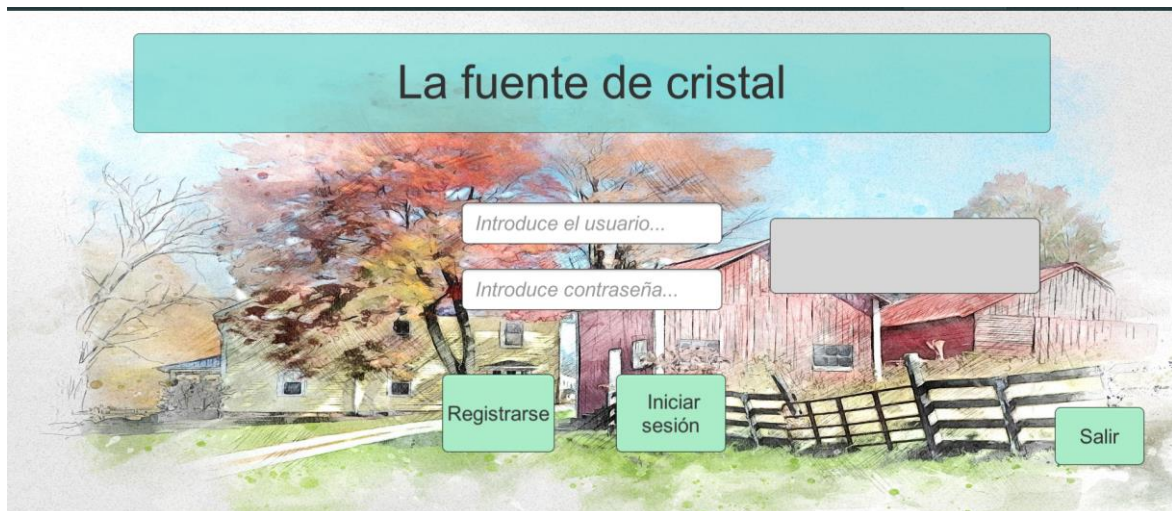 La fuente de cristal
Introduce el usuario...
Introduce contraseña...
Registrarse
Iniciar
sesión
Salir